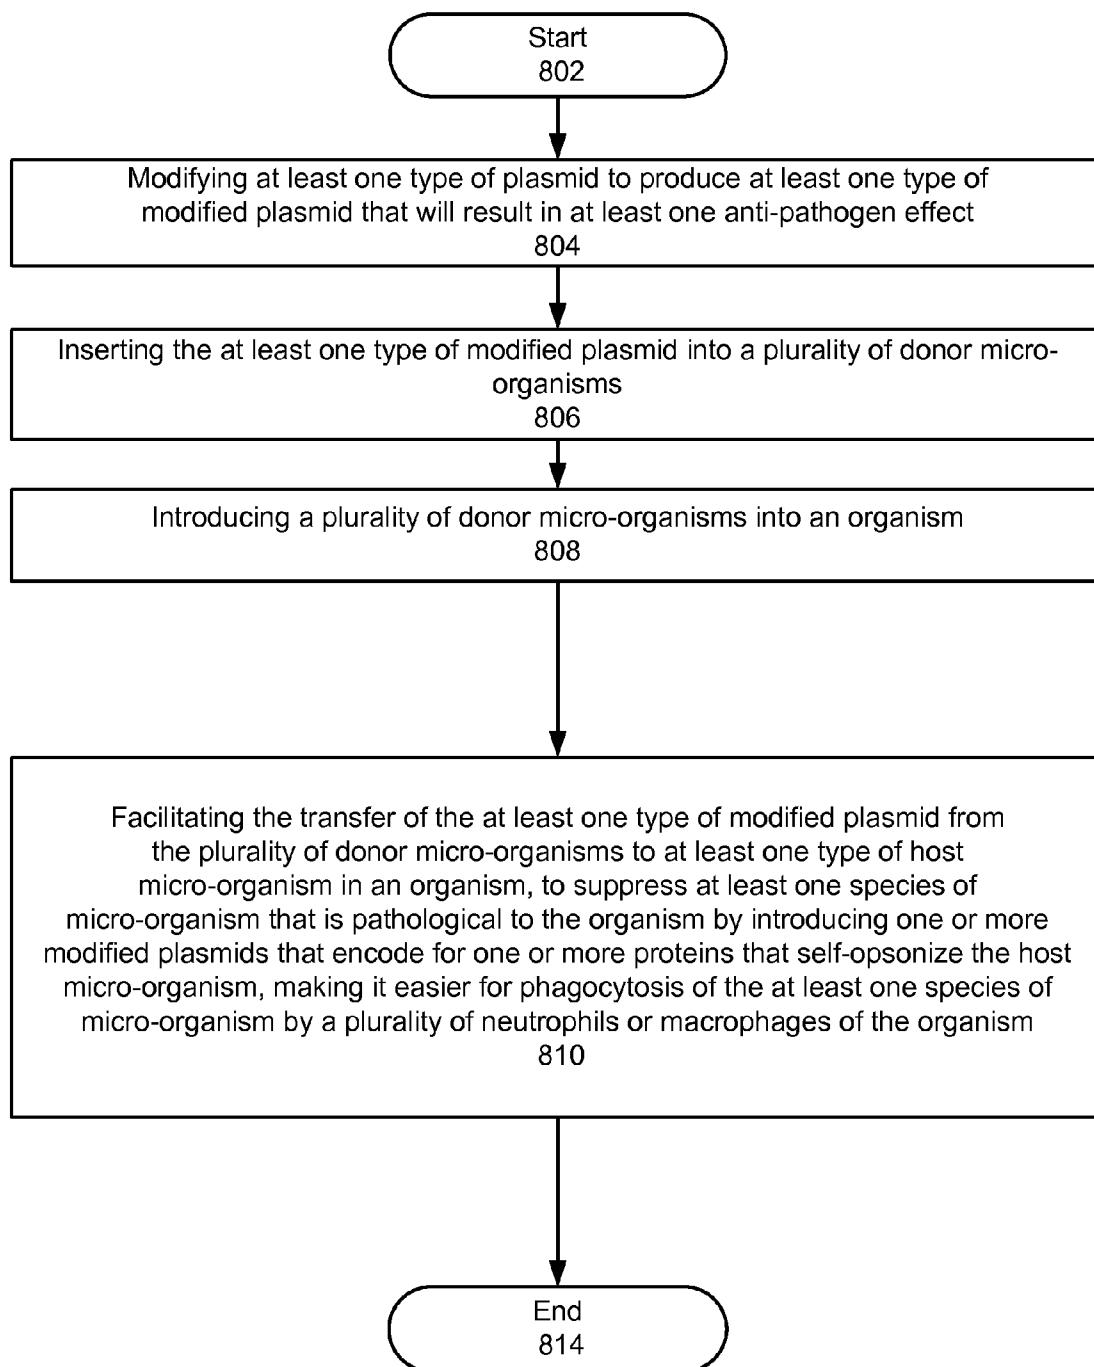 Start
802
Modifying at least one type of plasmid to produce at least one type of
modified plasmid that will result in at least one anti-pathogen effect
804
Inserting the at least one type of modified plasmid into a plurality of donor micro-
organisms
806
Introducing a plurality of donor micro-organisms into an organism
808
Facilitating the transfer of the at least one type of modified plasmid from
the plurality of donor micro-organisms to at least one type of host
micro-organism in an organism, to suppress at least one species of
micro-organism that is pathological to the organism by introducing one or more
modified plasmids that encode for one or more proteins that self-opsonize the host
micro-organism, making it easier for phagocytosis of the at least one species of
micro-organism by a plurality of neutrophils or macrophages of the organism
810
End
814